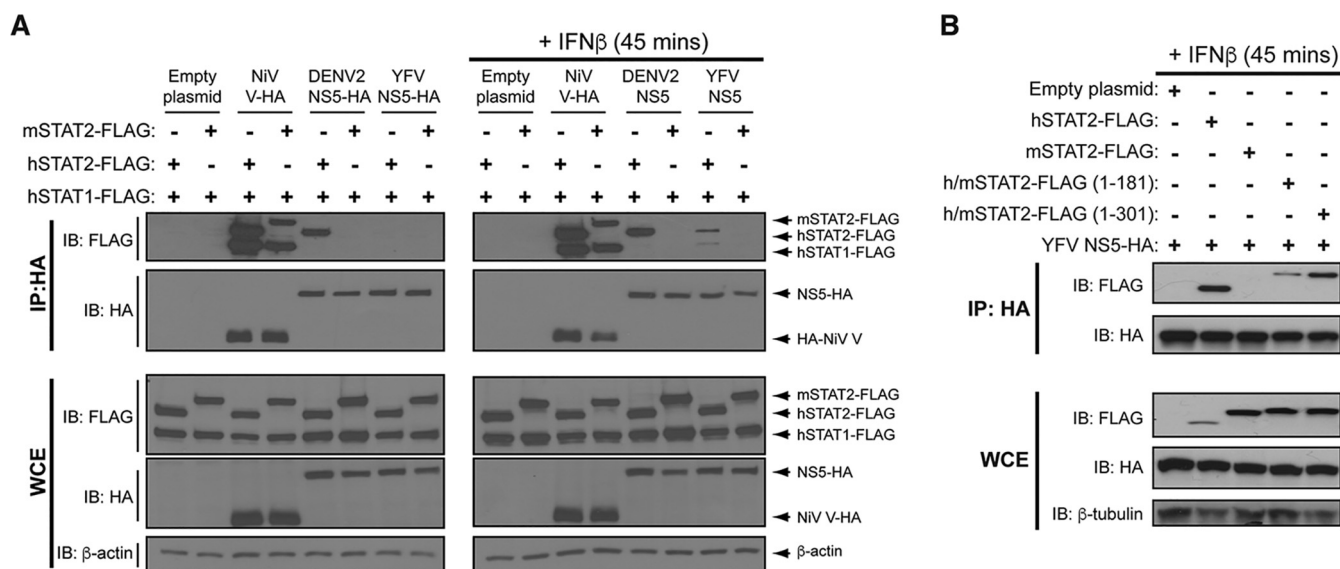 A
+ IFNβ (45 mins)
Empty plasmid
NiV V-HA
DENV2 NS5-HA
YFV NS5-HA
Empty plasmid
NiV V-HA
DENV2 NS5
YFV NS5
mSTAT2-FLAG: - + - + - + - + - + - + - + - +
hSTAT2-FLAG: + - + - + - + - + - + - + - + -
hSTAT1-FLAG: + + + + + + + + + + + + + + + +
IP:HA
IB: FLAG
mSTAT2-FLAG
hSTAT2-FLAG
hSTAT1-FLAG
IB: HA
NS5-HA
HA-NiV V
WCE
IB: FLAG
mSTAT2-FLAG
hSTAT2-FLAG
hSTAT1-FLAG
IB: HA
NS5-HA
NiV V-HA
IB: β-actin
β-actin
B
+ IFNβ (45 mins)
Empty plasmid: + - - - -
hSTAT2-FLAG: - + - - -
mSTAT2-FLAG: - - + - -
h/mSTAT2-FLAG (1-181): - - - + -
h/mSTAT2-FLAG (1-301): - - - - +
YFV NS5-HA: + + + + +
IP: HA
IB: FLAG
IB: HA
WCE
IB: FLAG
IB: HA
IB: β-tubulin